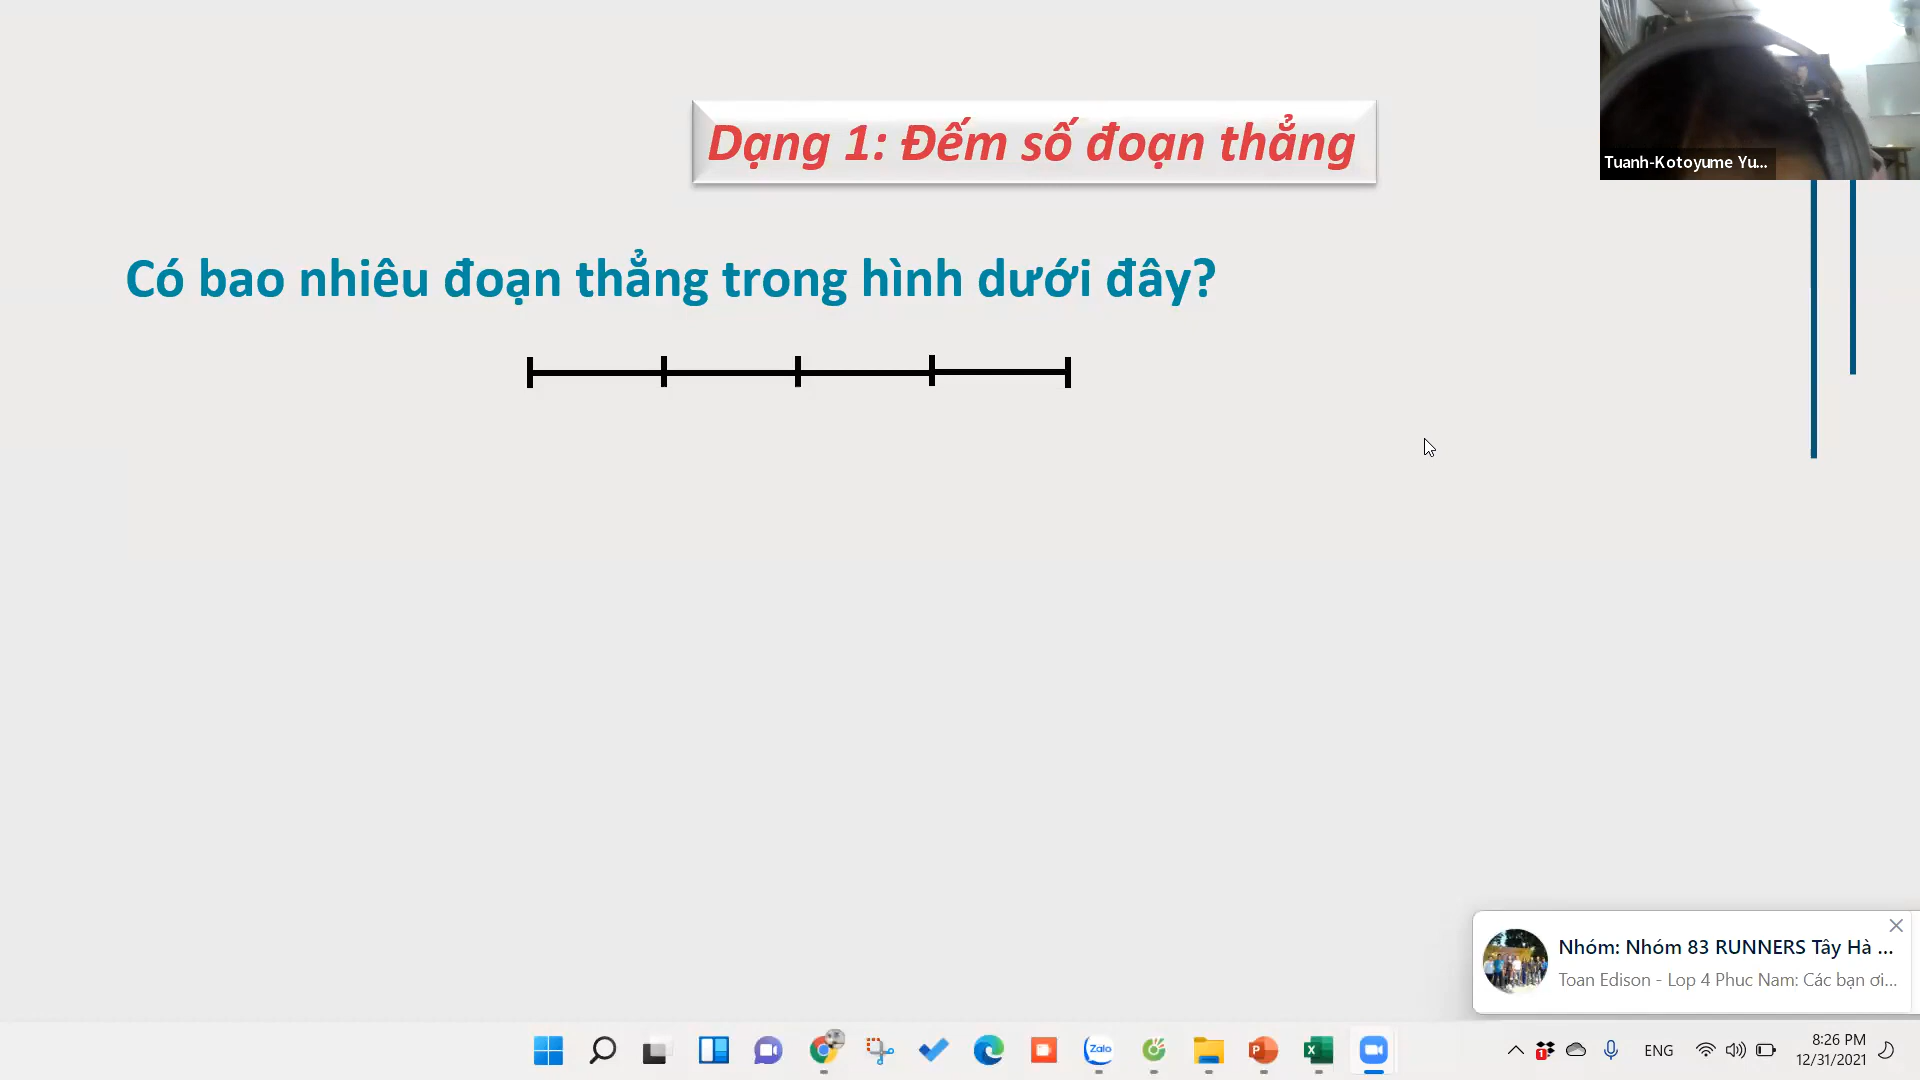 Dạng 1: Đếm số đoạn thẳng
Tuanh-Kotoyume Yu...
Có bao nhiêu đoạn thẳng trong hình dưới đây?
Nhóm: Nhóm 83 RUNNERS Tây Hà ...
Toan Edison - Lop 4 Phuc Nam: Các bạn ơi...
Zalo
1
ENG
8:26 PM
12/31/2021